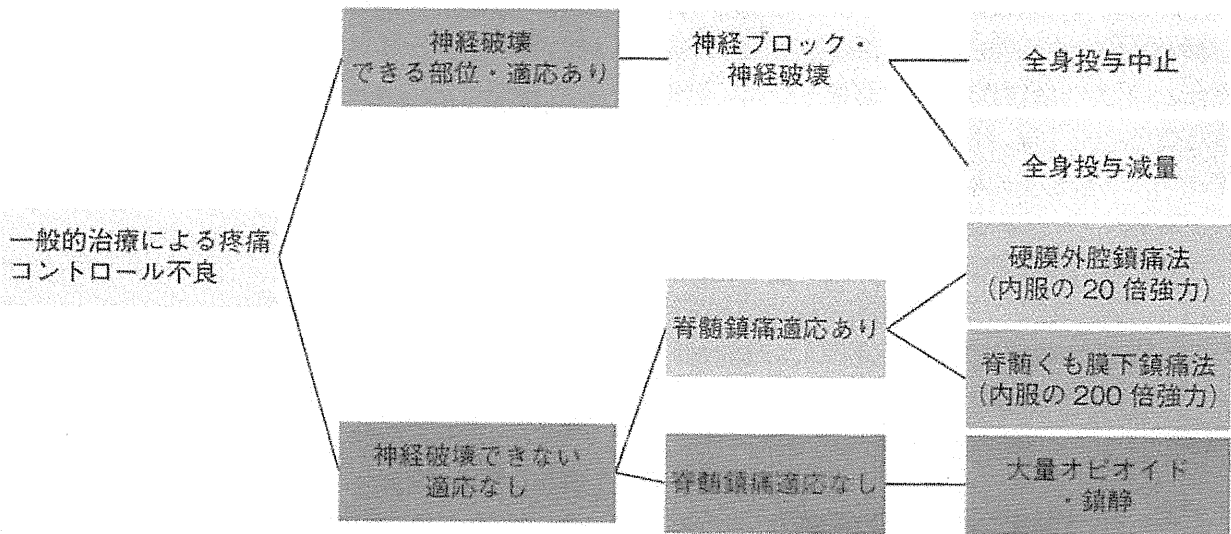 神経破壊
できる部位・適応あり
神経ブロック・
神経破壊
全身投与中止
全身投与減量
一般的治療による疼痛
コントロール不良
硬膜外腔鎮痛法
(内服の 20 倍強力)
脊髄鎮痛適応あり
脊髄くも膜下鎮痛法
(内服の 200 倍強力)
神経破壊できない
適応なし
脊髄鎮痛適応なし
大量オピオイド
・鎮静